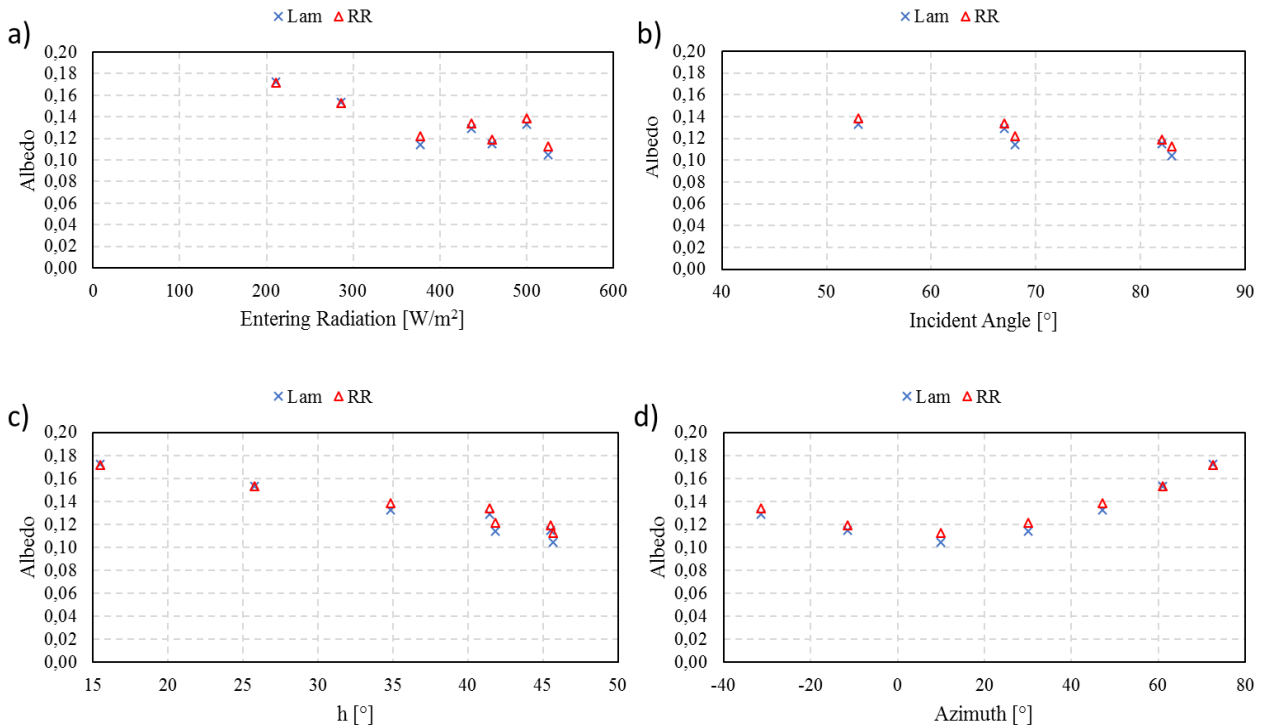 Lam RR
a)
0,20
0,18
0,16
0,14
0,12
0,10
0,08
0,06
0,04
0,02
0,00
Albedo
0 100 200 300 400 500 600
Entering Radiation [W/m²]
Lam RR
b)
0,20
0,18
0,16
0,14
0,12
0,10
0,08
0,06
0,04
0,02
0,00
Albedo
40 50 60 70 80 90
Incident Angle [°]
Lam RR
c)
0,20
0,18
0,16
0,14
0,12
0,10
0,08
0,06
0,04
0,02
0,00
Albedo
15 20 25 30 35 40 45 50
h [°]
Lam RR
d)
0,20
0,18
0,16
0,14
0,12
0,10
0,08
0,06
0,04
0,02
0,00
Albedo
-40 -20 0 20 40 60 80
Azimuth [°]